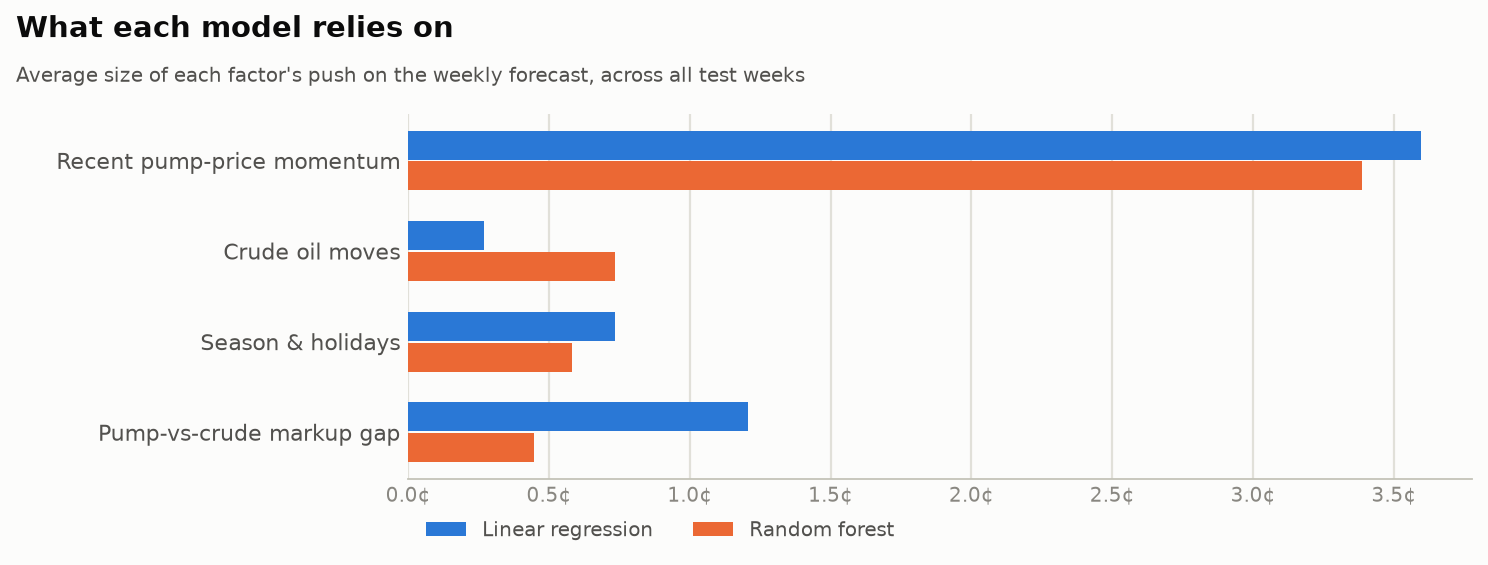 What each model relies on
Average size of each factor's push on the weekly forecast, across all test weeks
Recent pump-price momentum
Crude oil moves
Season & holidays
Pump-vs-crude markup gap
0.0¢ 0.5¢ 1.0¢ 1.5¢ 2.0¢ 2.5¢ 3.0¢ 3.5¢
Linear regression Random forest